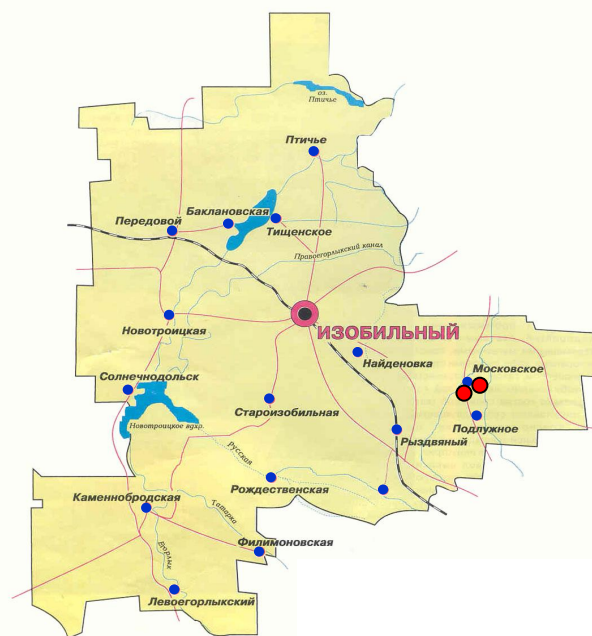 оз.
Птичье
Птичье
Баклановская
Передовой
Тищенское
Правоегорлыкский канал
Новотроицкая
ИЗОБИЛЬНЫЙ
Найденовка
Московское
Солнечнодольск
Староизобильная
Подлужное
Новотроицкое вдхр.
Рыздвяный
Русская
Рождественская
Каменнобродская
Татарка
Филимоновская
Егорлык
Левоегорлыкский